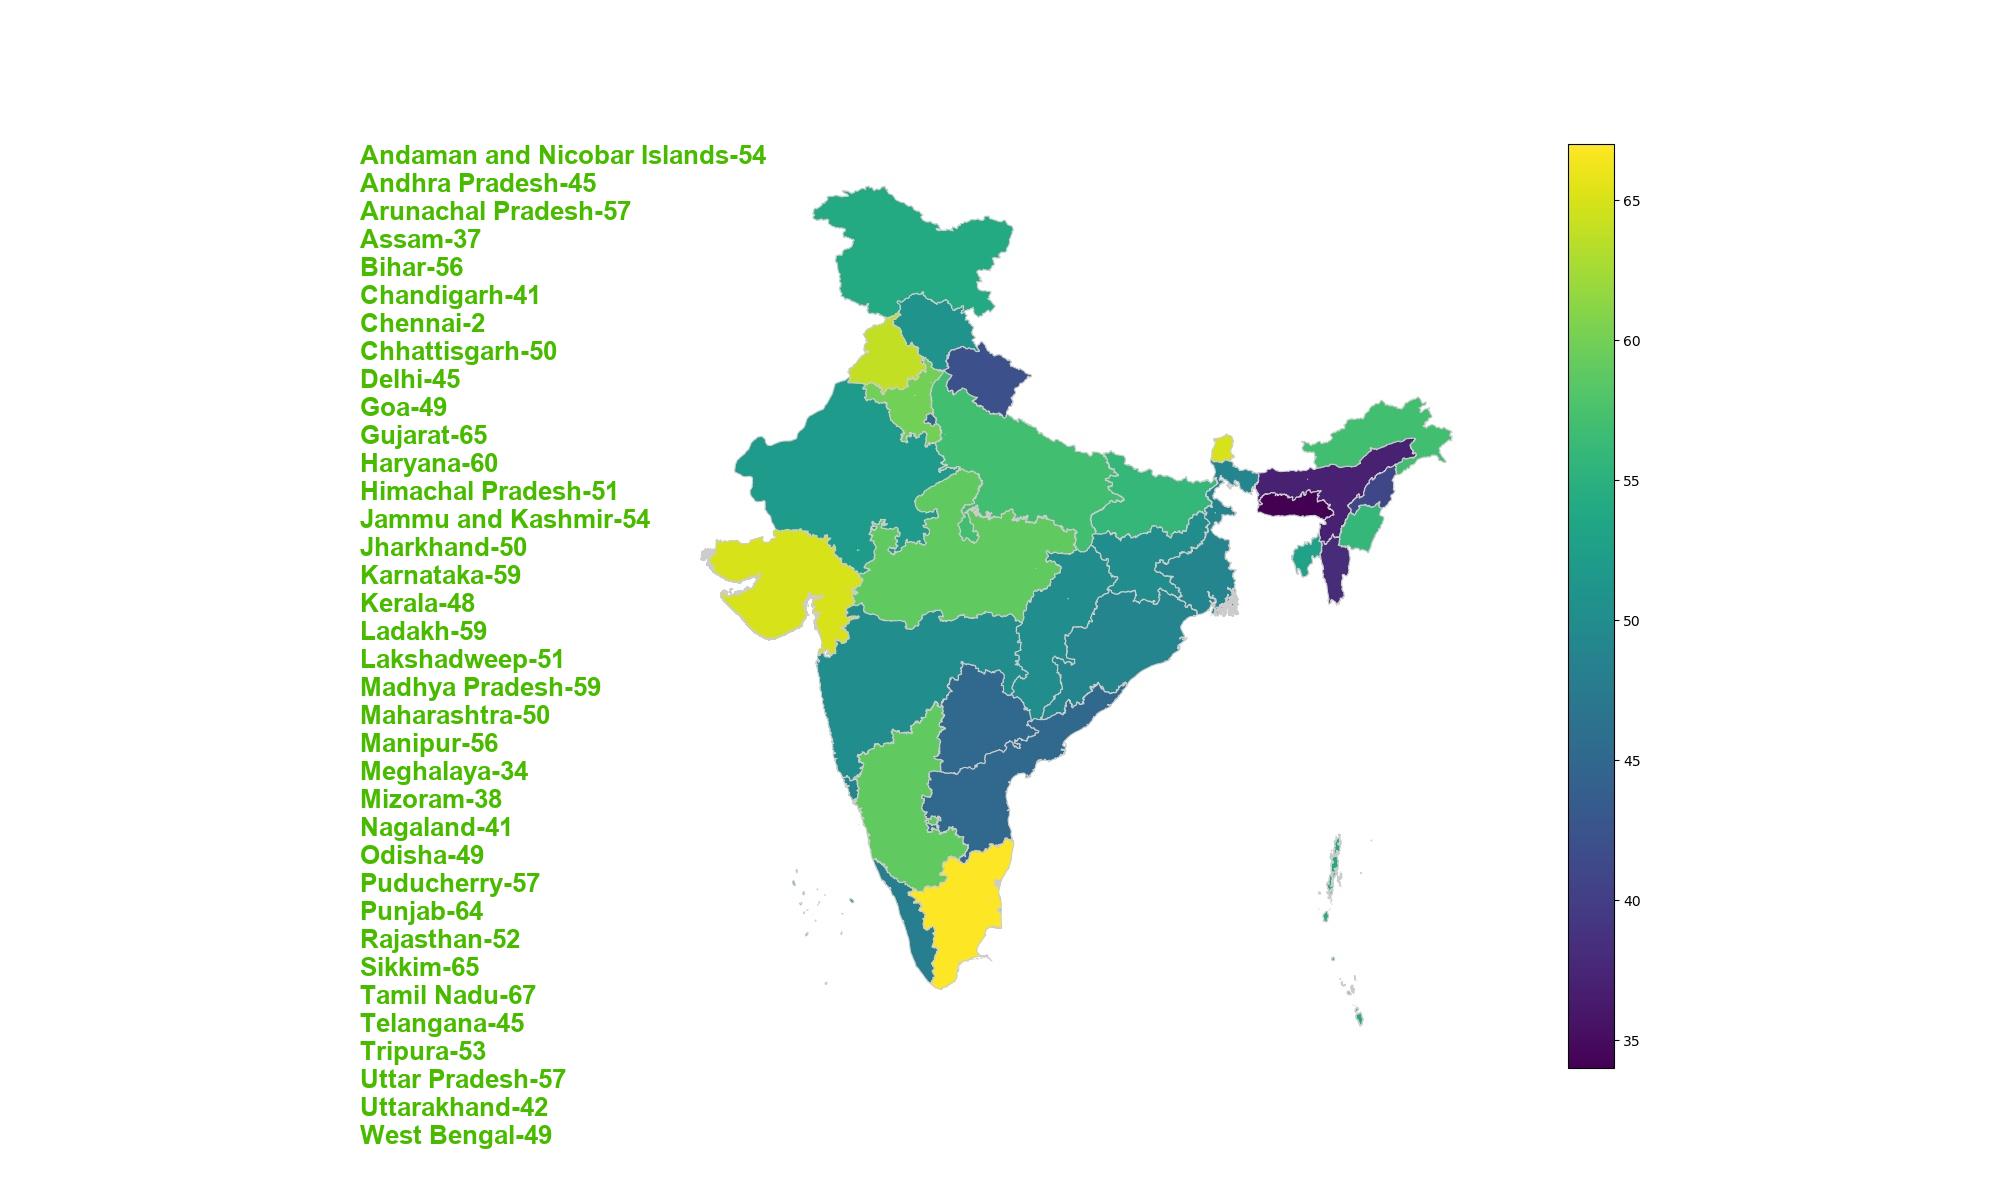 Andaman and Nicobar Islands-54
Andhra Pradesh-45
Arunachal Pradesh-57
Assam-37
Bihar-56
Chandigarh-41
Chennai-2
Chhattisgarh-50
Delhi-45
Goa-49
Gujarat-65
Haryana-60
Himachal Pradesh-51
Jammu and Kashmir-54
Jharkhand-50
Karnataka-59
Kerala-48
Ladakh-59
Lakshadweep-51
Madhya Pradesh-59
Maharashtra-50
Manipur-56
Meghalaya-34
Mizoram-38
Nagaland-41
Odisha-49
Puducherry-57
Punjab-64
Rajasthan-52
Sikkim-65
Tamil Nadu-67
Telangana-45
Tripura-53
Uttar Pradesh-57
Uttarakhand-42
West Bengal-49
65
60
55
50
45
40
35